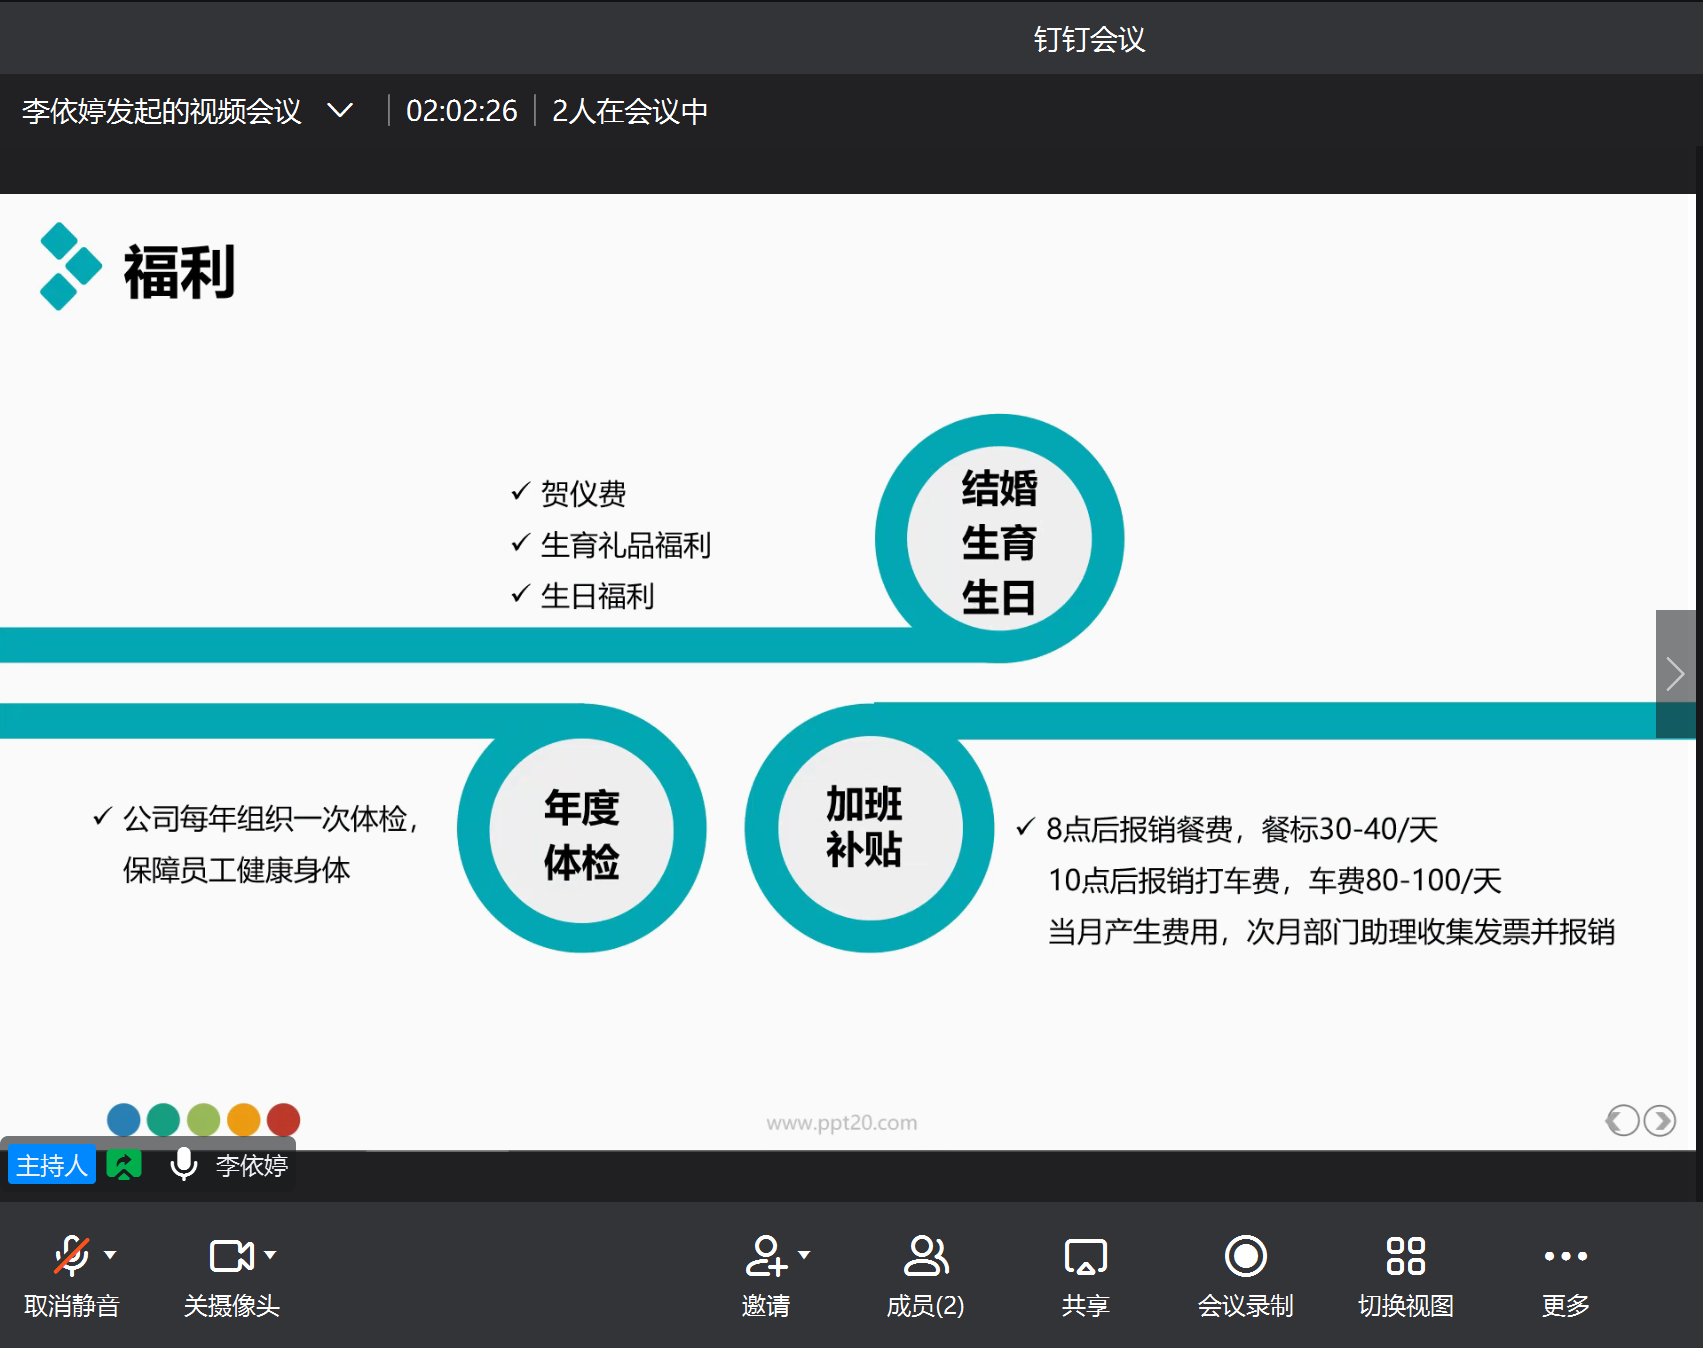 钉钉会议
李依婷发起的视频会议 02:02:26 2人在会议中
福利
贺仪费
生育礼品福利
生日福利
结婚
生育
生日
公司每年组织一次体检，
保障员工健康身体
年度
体检
加班
补贴
8点后报销餐费，餐标30-40/天
10点后报销打车费，车费80-100/天
当月产生费用，次月部门助理收集发票并报销
www.ppt20.com
主持人 李依婷
取消静音 关摄像头 邀请 成员(2) 共享 会议录制 切换视图 更多